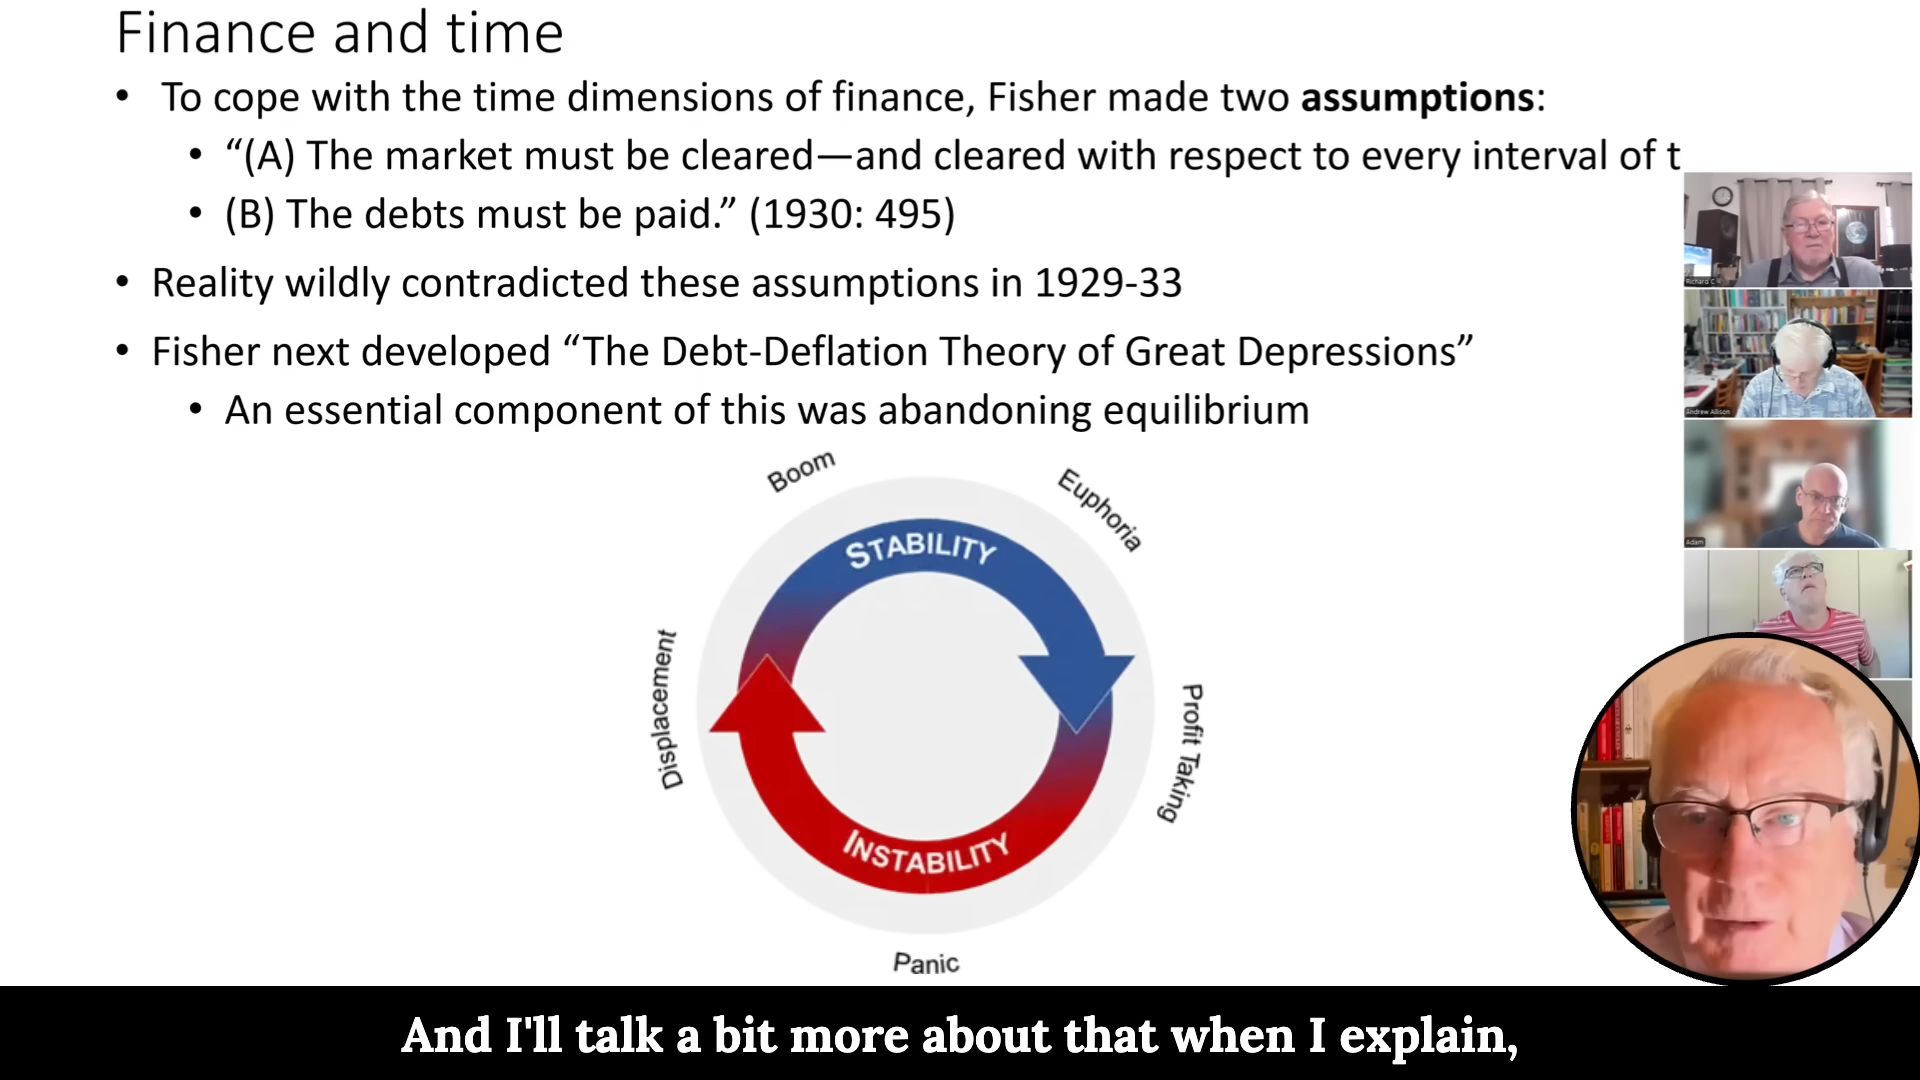 Finance and time
• To cope with the time dimensions of finance, Fisher made two assumptions:
• “(A) The market must be cleared—and cleared with respect to every interval of t
• (B) The debts must be paid.” (1930: 495)
• Reality wildly contradicted these assumptions in 1929-33
• Fisher next developed “The Debt-Deflation Theory of Great Depressions”
• An essential component of this was abandoning equilibrium
Boom
Euphoria
STABILITY
Displacement
Profit Taking
INSTABILITY
Panic
Richard C
Andrew Allison
Adam
And I'll talk a bit more about that when I explain,